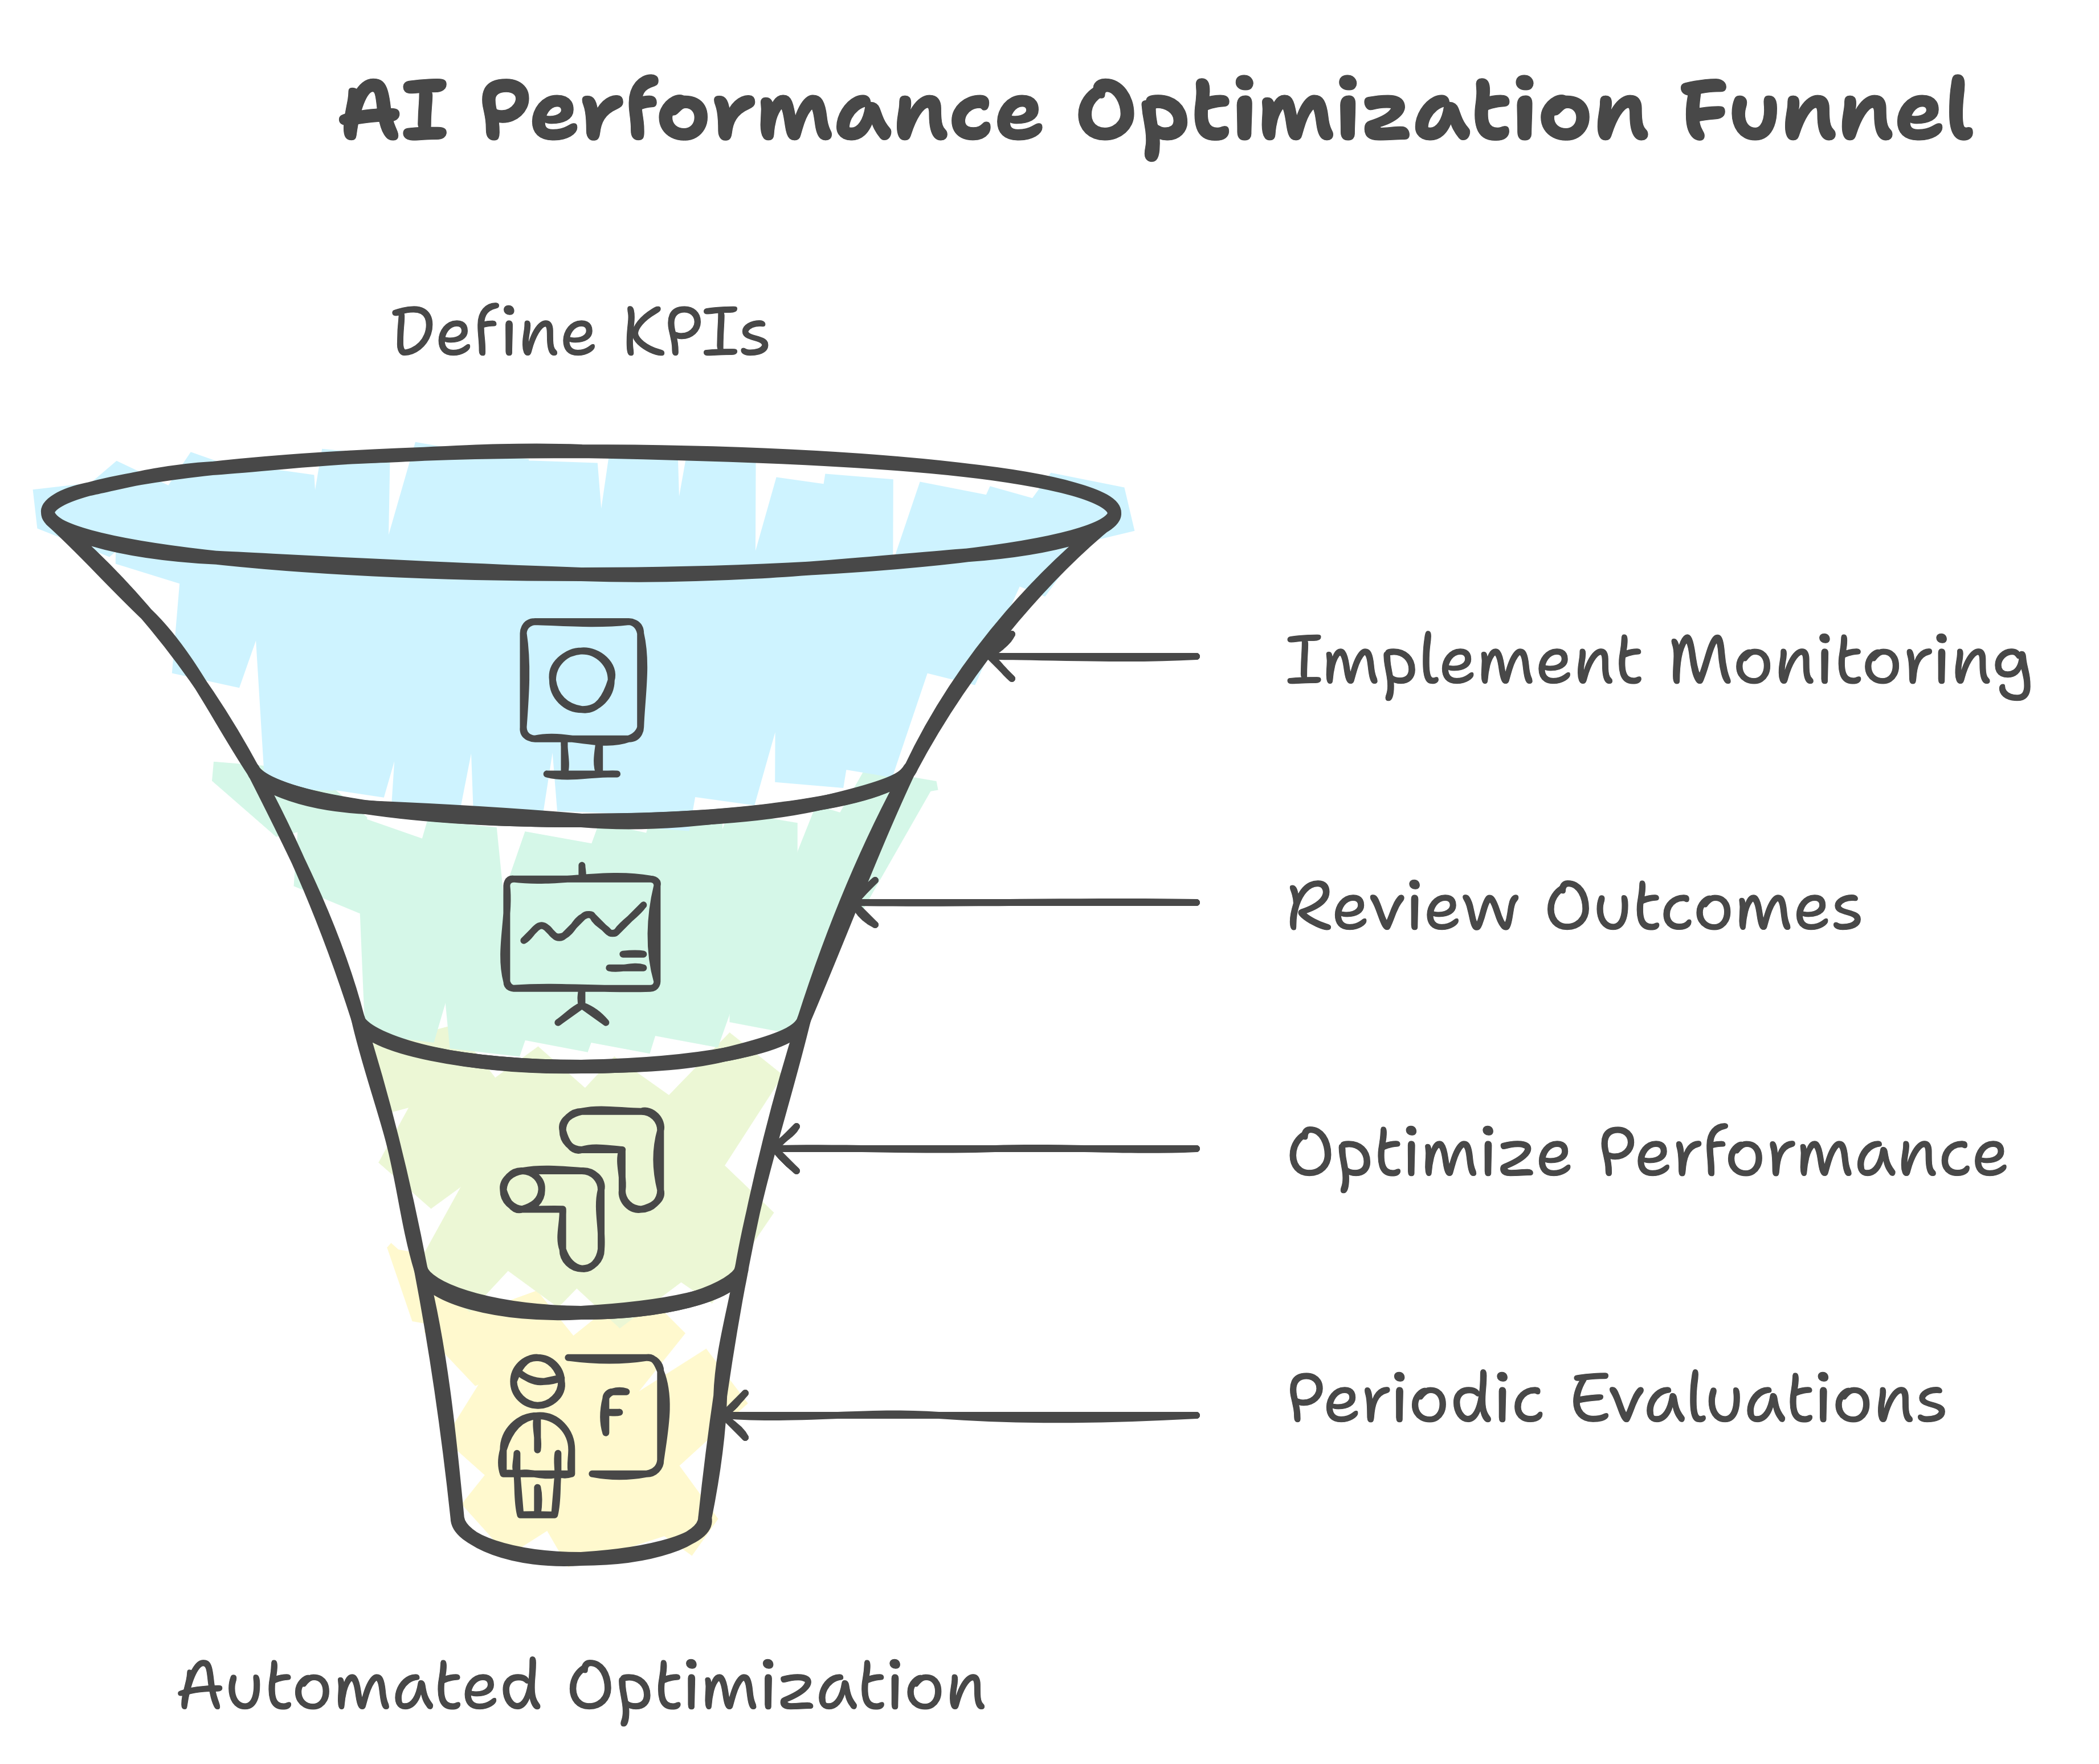 AI Performance Optimization Funnel
Define KPIs
Implement Monitoring
Review Outcomes
Optimize Performance
F
Periodic Evaluations
Automated Optimization